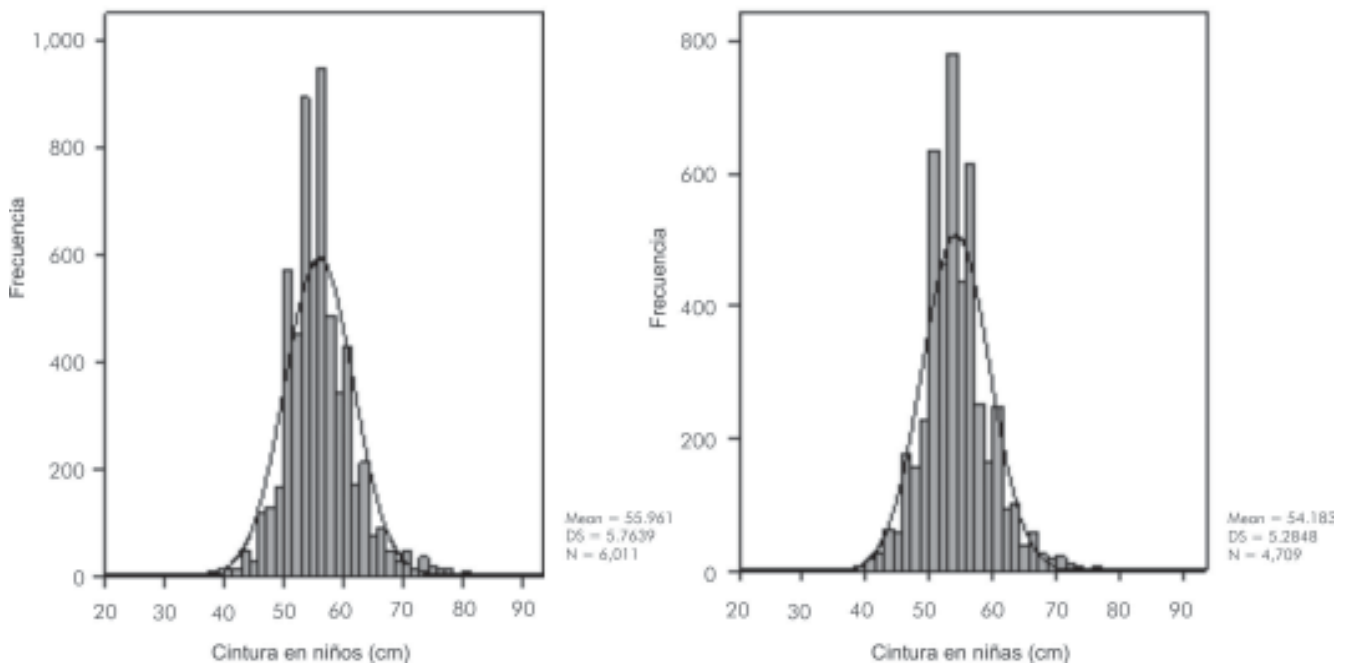 1,000
800
600
400
200
0
Frecuencia
20 30 40 50 60 70 80 90
Cintura en niños (cm)
Mean = 55.961
DS = 5.7639
N = 6,011
800
600
400
200
0
Frecuencia
20 30 40 50 60 70 80 90
Cintura en niñas (cm)
Mean = 54.183
DS = 5.2848
N = 4,709